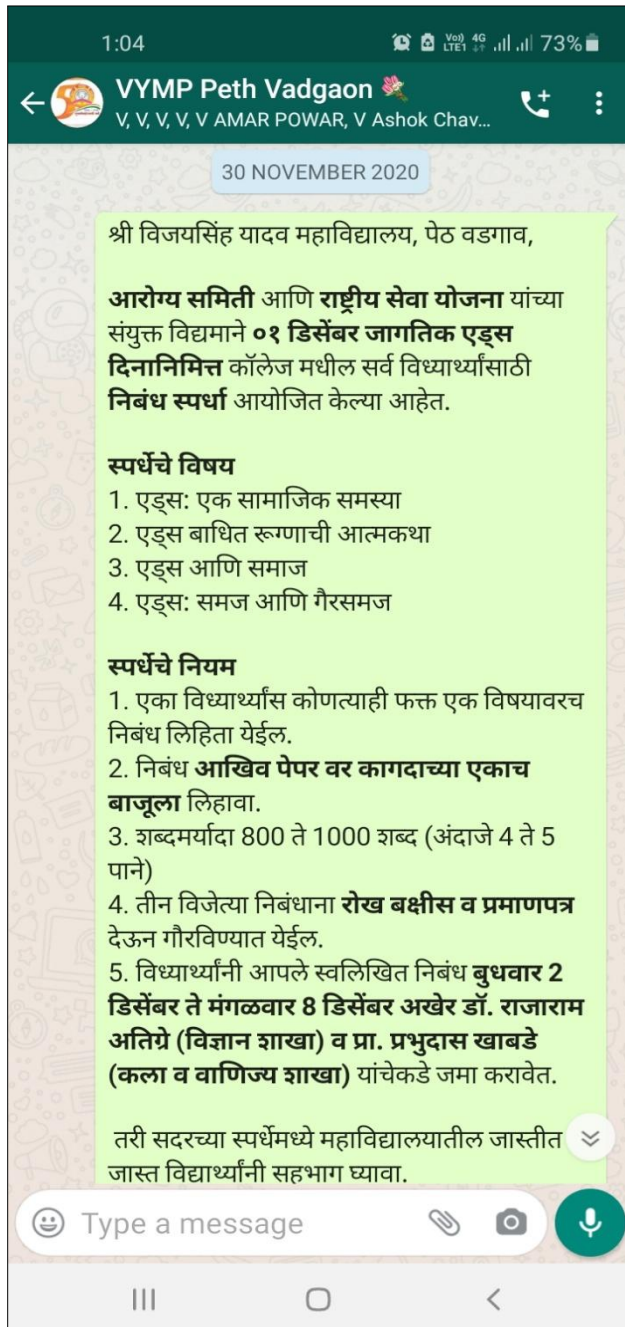 1:04 Vo)) LTE1 4G 73%
VYMP Peth Vadgaon
V, V, V, V, V AMAR POWAR, V Ashok Chav...
30 NOVEMBER 2020
श्री विजयसिंह यादव महाविद्यालय, पेठ वडगाव,
आरोग्य समिती आणि राष्ट्रीय सेवा योजना यांच्या
संयुक्त विद्यमाने ०१ डिसेंबर जागतिक एड्स
दिनानिमित्त कॉलेज मधील सर्व विध्यार्थ्यांसाठी
निबंध स्पर्धा आयोजित केल्या आहेत.
स्पर्धेचे विषय
1. एड्स: एक सामाजिक समस्या
2. एड्स बाधित रूग्णाची आत्मकथा
3. एड्स आणि समाज
4. एड्स: समज आणि गैरसमज
स्पर्धेचे नियम
1. एका विध्यार्थ्यांस कोणत्याही फक्त एक विषयावरच
निबंध लिहिता येईल.
2. निबंध आखिव पेपर वर कागदाच्या एकाच
बाजूला लिहावा.
3. शब्दमर्यादा 800 ते 1000 शब्द (अंदाजे 4 ते 5
पाने)
4. तीन विजेत्या निबंधाना रोख बक्षीस व प्रमाणपत्र
देऊन गौरविण्यात येईल.
5. विध्यार्थ्यांनी आपले स्वलिखित निबंध बुधवार 2
डिसेंबर ते मंगळवार 8 डिसेंबर अखेर डॉ. राजाराम
अतिग्रे (विज्ञान शाखा) व प्रा. प्रभुदास खाबडे
(कला व वाणिज्य शाखा) यांचेकडे जमा करावेत.
तरी सदरच्या स्पर्धेमध्ये महाविद्यालयातील जास्तीत
जास्त विद्यार्थ्यांनी सहभाग घ्यावा.
Type a message